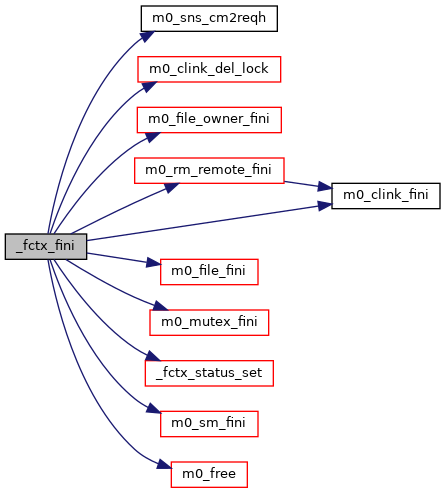 m0_sns_cm2reqh
m0_clink_del_lock
m0_file_owner_fini
m0_rm_remote_fini
m0_clink_fini
_fctx_fini
m0_file_fini
m0_mutex_fini
_fctx_status_set
m0_sm_fini
m0_free